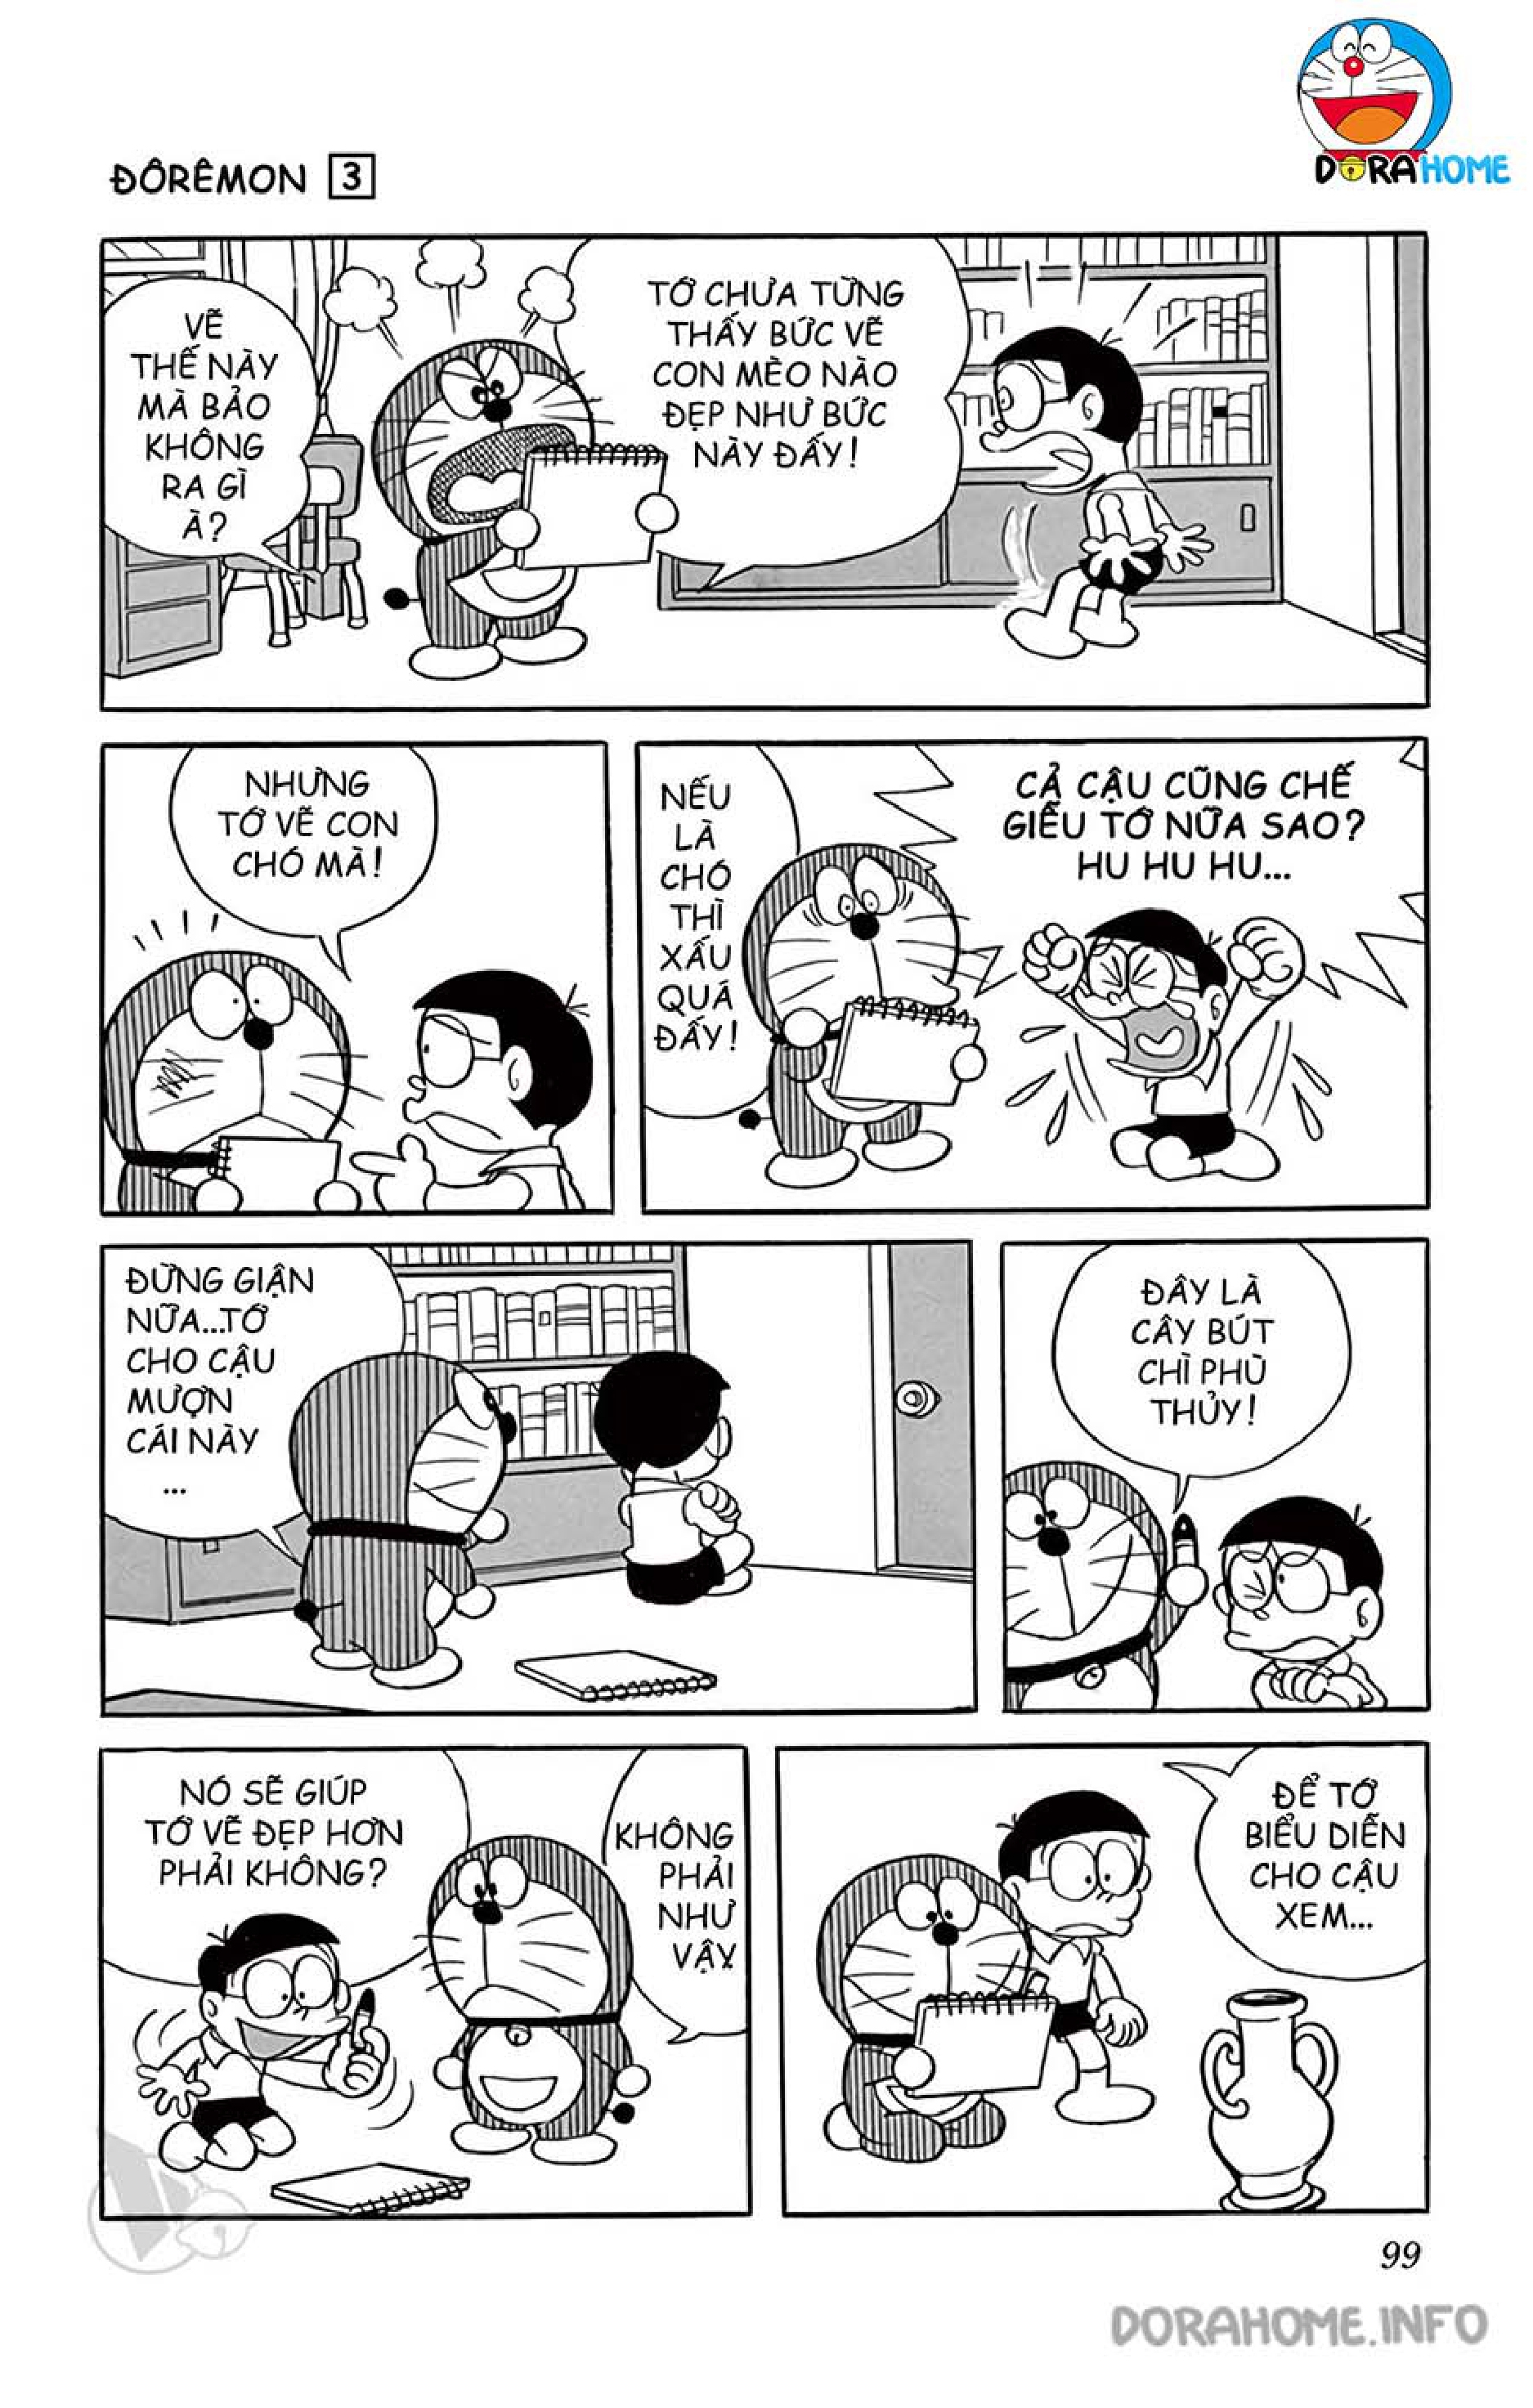 DORAHOME
ĐÔRÊMON 3
VẼ
THẾ NÀY
MÀ BẢO
KHÔNG
RA GÌ
À?
TỚ CHƯA TỪNG
THẤY BỨC VẼ
CON MÈO NÀO
ĐẸP NHƯ BỨC
NÀY ĐẤY!
NHƯNG
TỚ VẼ CON
CHÓ MÀ!
NẾU
LÀ
CHÓ
THÌ
XẤU
QUÁ
ĐẤY!
CẢ CẬU CŨNG CHẾ
GIỄU TỚ NỮA SAO?
HU HU HU...
ĐỪNG GIẬN
NỮA...TỚ
CHO CẬU
MƯỢN
CÁI NÀY
...
ĐÂY LÀ
CÂY BÚT
CHÌ PHÙ
THỦY!
NÓ SẼ GIÚP
TỚ VẼ ĐẸP HƠN
PHẢI KHÔNG?
KHÔNG
PHẢI
NHƯ
VẬY.
ĐỂ TỚ
BIỂU DIỄN
CHO CẬU
XEM...
99
DORAHOME.INFO